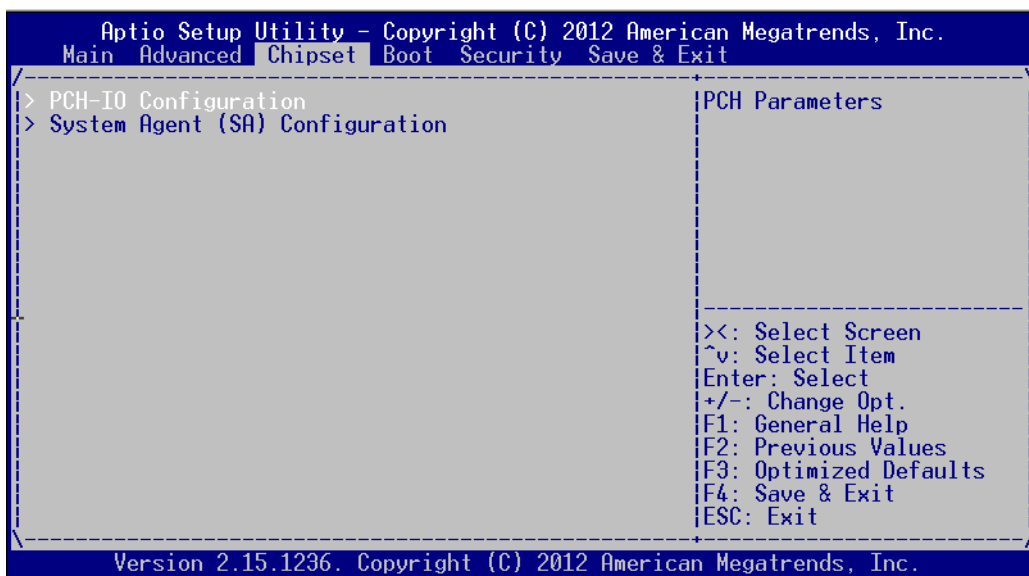 Aptio Setup Utility – Copyright (C) 2012 American Megatrends, Inc.
Main Advanced Chipset Boot Security Save & Exit
> PCH-IO Configuration
> System Agent (SA) Configuration
PCH Parameters
><: Select Screen
^v: Select Item
Enter: Select
+/-: Change Opt.
F1: General Help
F2: Previous Values
F3: Optimized Defaults
F4: Save & Exit
ESC: Exit
Version 2.15.1236. Copyright (C) 2012 American Megatrends, Inc.